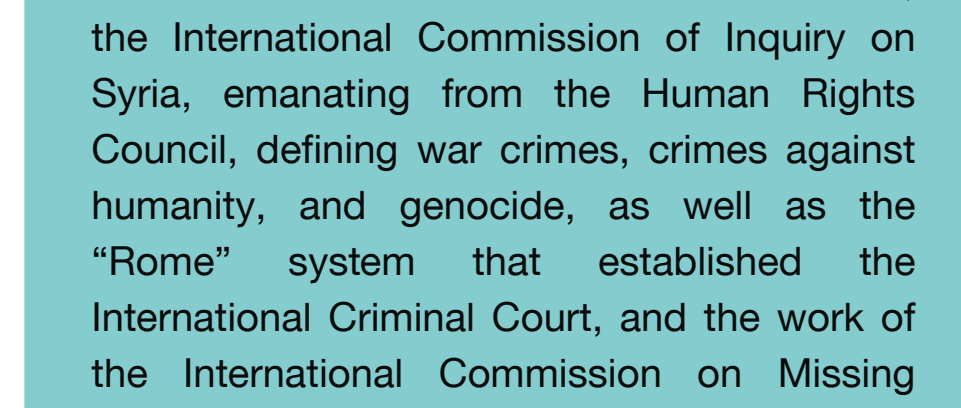 the International Commission of Inquiry on
Syria, emanating from the Human Rights
Council, defining war crimes, crimes against
humanity, and genocide, as well as the
“Rome” system that established the
International Criminal Court, and the work of
the International Commission on Missing